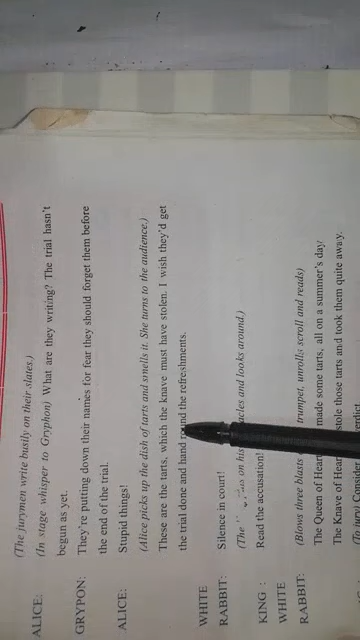 (The jurymen write busily on their slates.)
ALICE: (In stage whisper to Gryphon) What are they writing? The trial hasn't
begun as yet.
GRYPON: They're putting down their names for fear they should forget them before
the end of the trial.
ALICE: Stupid things!
(Alice picks up the dish of tarts and smells it. She turns to the audience.)
These are the tarts, which the knave must have stolen. I wish they'd get
the trial done and hand round the refreshments.
WHITE
RABBIT: Silence in court!
(The on his and looks around.)
KING : Read the accusation!
WHITE
RABBIT: (Blows three blasts trumpet, unrolls scroll and reads)
The Queen of made some tarts, all on a summer's day
The Knave of stole those tarts and took them quite away.
(To jury) Consider